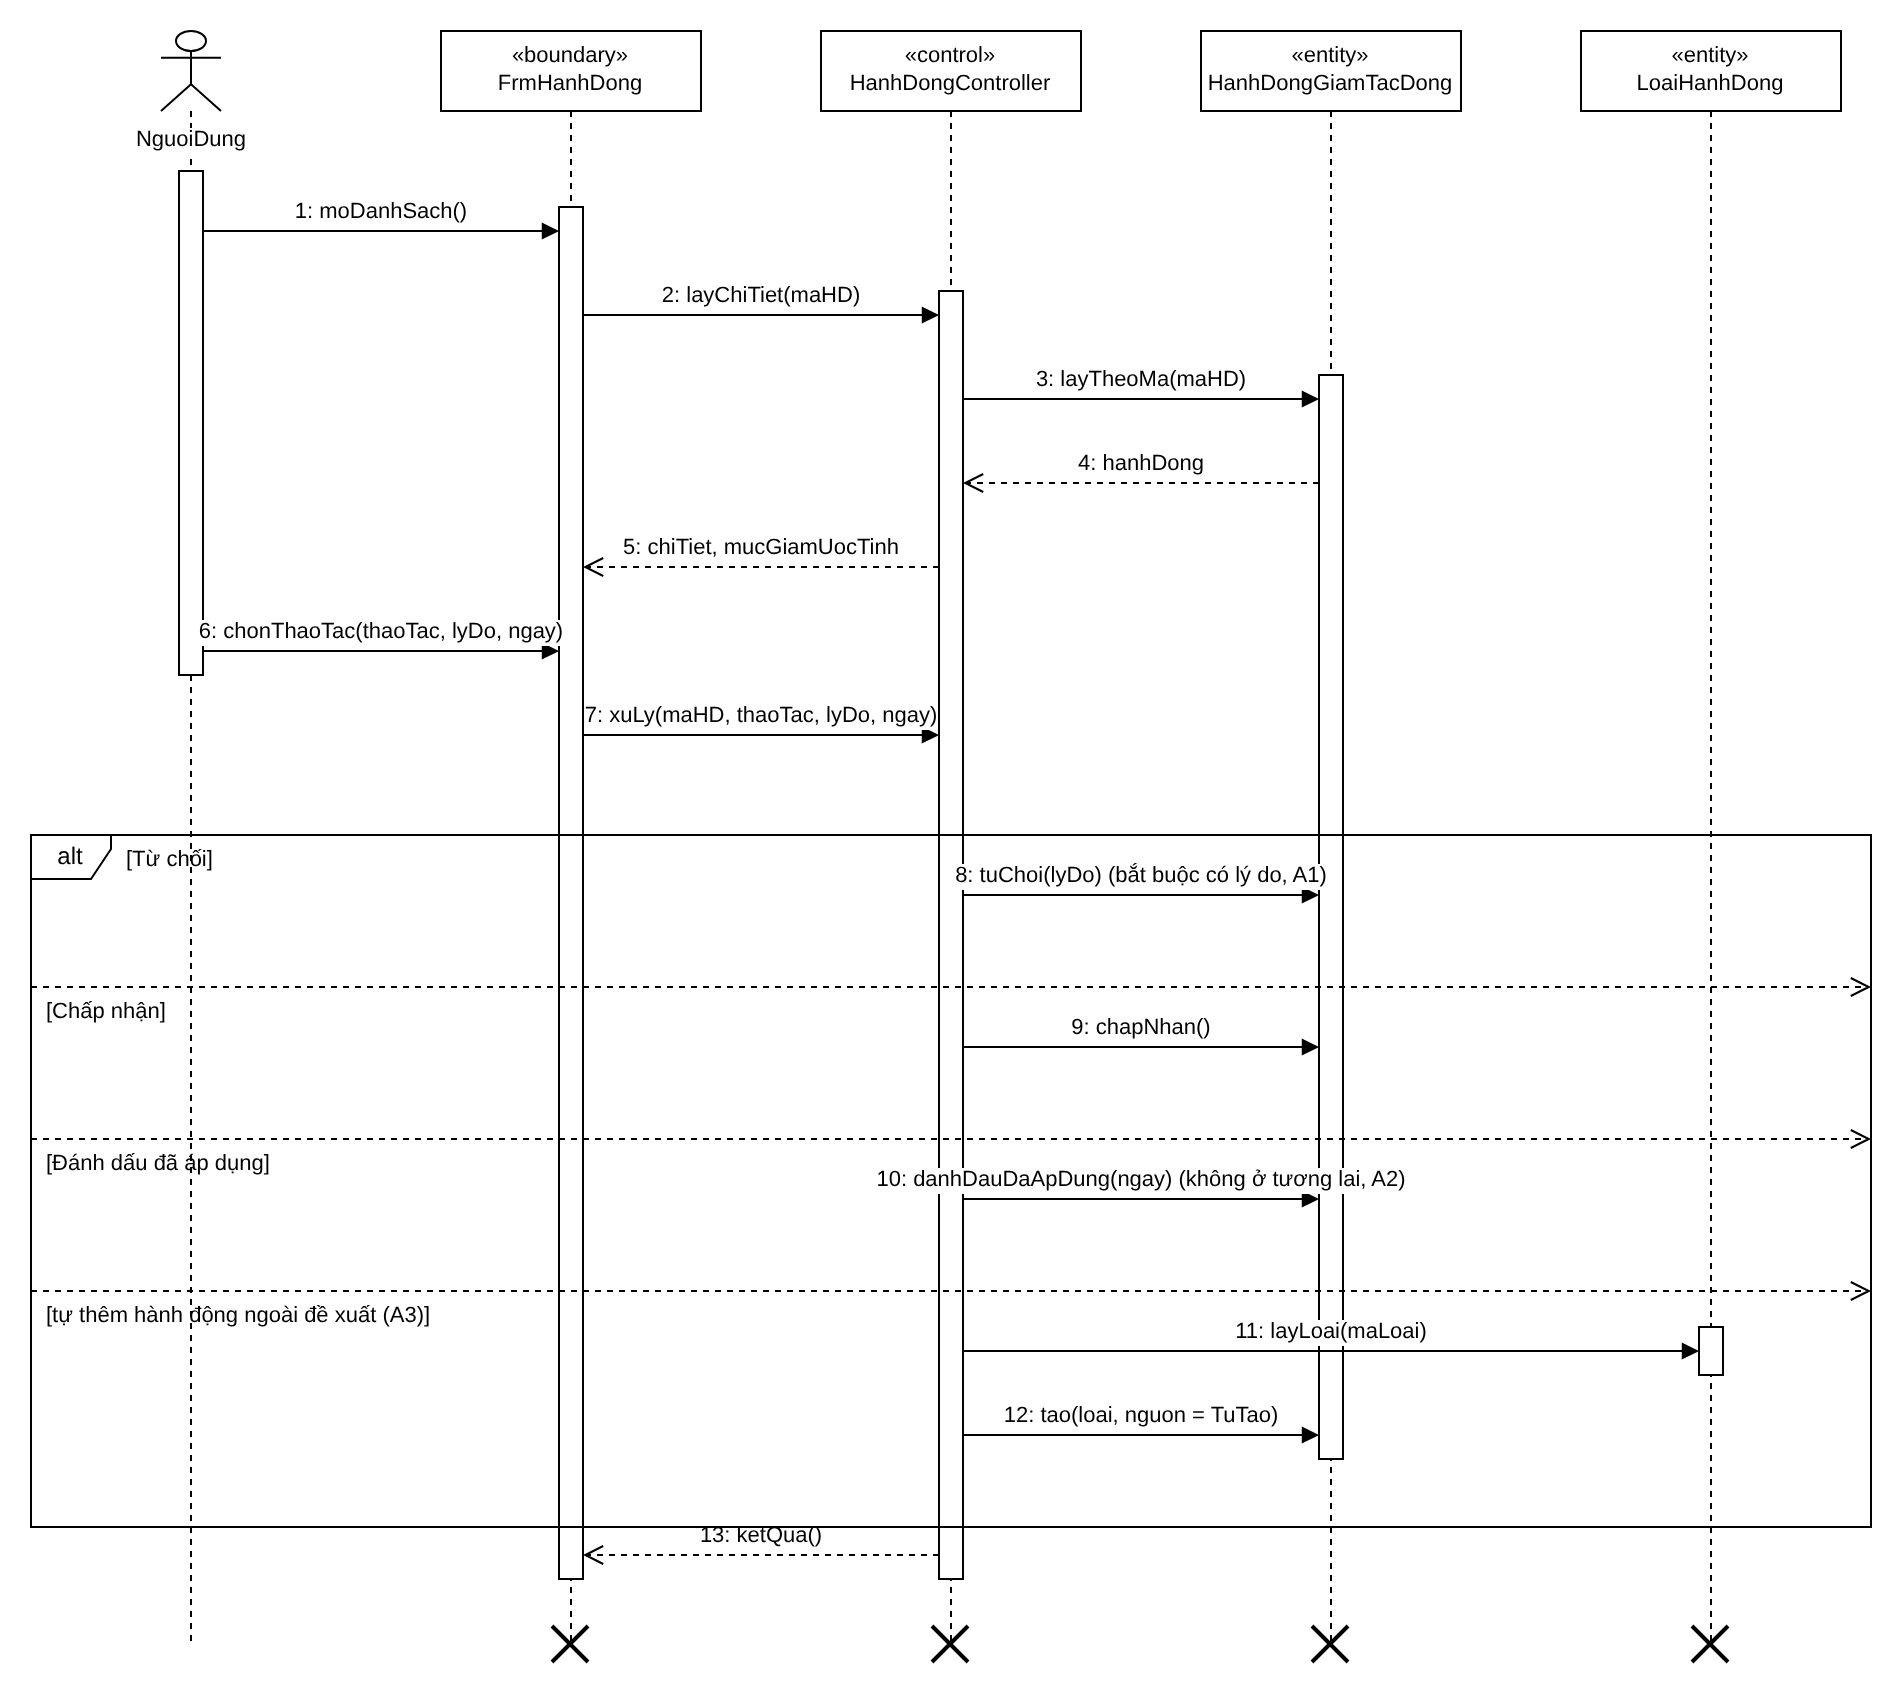 «boundary»
FrmHanhDong
«control»
HanhDongController
«entity»
HanhDongGiamTacDong
«entity»
LoaiHanhDong
NguoiDung
1: moDanhSach()
2: layChiTiet(maHD)
3: layTheoMa(maHD)
4: hanhDong
5: chiTiet, mucGiamUocTinh
6: chonThaoTac(thaoTac, lyDo, ngay)
7: xuLy(maHD, thaoTac, lyDo, ngay)
alt
[Từ chối]
8: tuChoi(lyDo) (bắt buộc có lý do, A1)
[Chấp nhận]
9: chapNhan()
[Đánh dấu đã áp dụng]
10: danhDauDaApDung(ngay) (không ở tương lai, A2)
[tự thêm hành động ngoài đề xuất (A3)]
11: layLoai(maLoai)
12: tao(loai, nguon = TuTao)
13: ketQua()